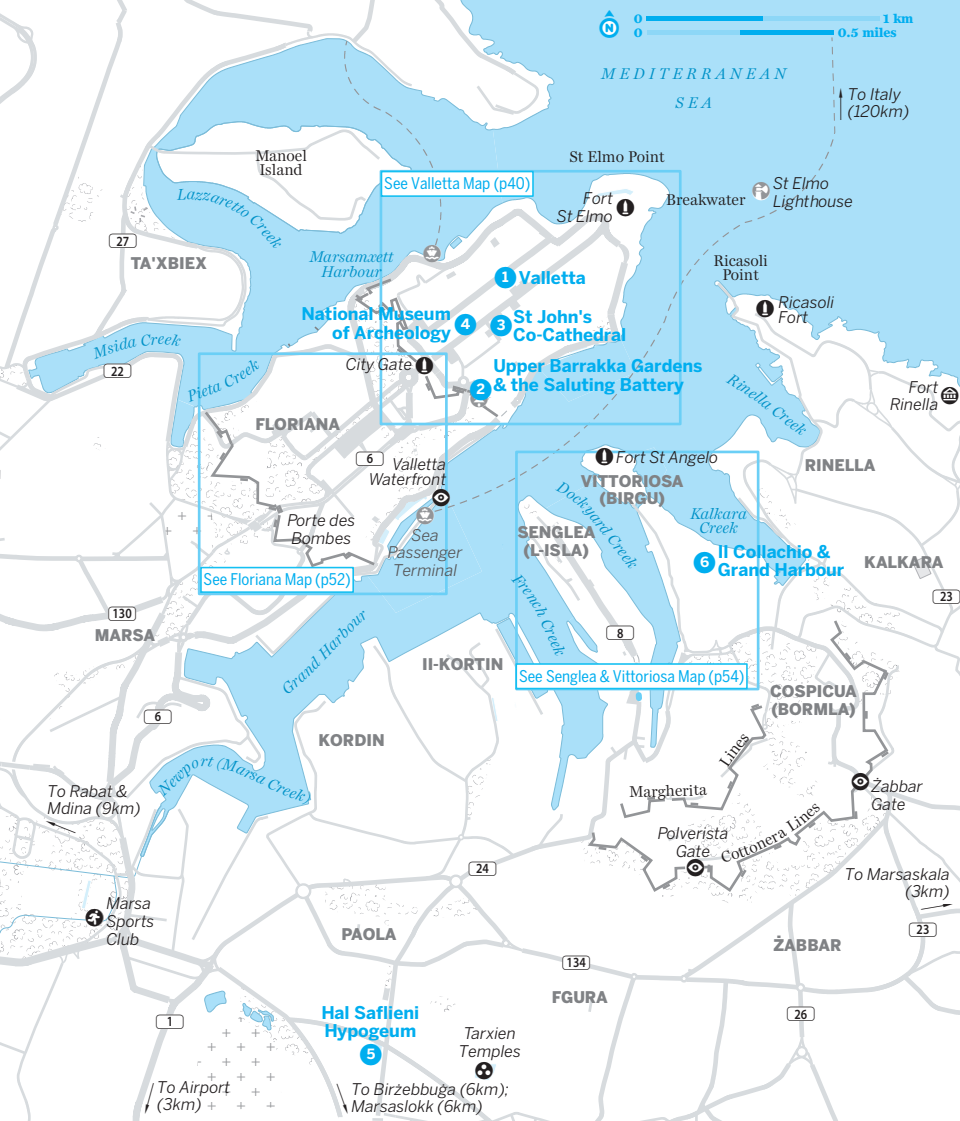 N
0 1 km
0 0.5 miles
MEDITERRANEAN
SEA
To Italy
(120km)
St Elmo Point
Manoel
Island
See Valletta Map (p40)
Fort
St Elmo
Breakwater
St Elmo
Lighthouse
Lazzaretto Creek
27
TA'XBIEX
Marsamxett
Harbour
Ricasoli
Point
1 Valletta
Ricasoli
Fort
National Museum
of Archeology
4
3
St John's
Co-Cathedral
Msida Creek
22
Pieta Creek
City Gate
Upper Barrakka Gardens
& the Saluting Battery
2
Rinella Creek
Fort
Rinella
FLORIANA
6
Valletta
Waterfront
Fort St Angelo
RINELLA
VITTORIOSA
(BIRGU)
Dockyard Creek
Kalkara
Creek
Porte des
Bombes
Sea
Passenger
Terminal
SENGLEA
(L-ISLA)
6
Il Collachio &
Grand Harbour
KALKARA
See Floriana Map (p52)
French Creek
23
130
MARSA
Grand Harbour
8
II-KORTIN
See Senglea & Vittoriosa Map (p54)
COSPICUA
(BORMLA)
6
KORDIN
Newport (Marsa Creek)
Margherita
Lines
To Rabat &
Mdina (9km)
Żabbar
Gate
Polverista
Gate
Cottonera Lines
24
To Marsaskala
(3km)
Marsa
Sports
Club
PAOLA
23
ŻABBAR
134
FGURA
1
26
Hal Saflieni
Hypogeum
5
Tarxien
Temples
To Airport
(3km)
To Birżebbuġa (6km);
Marsaslokk (6km)